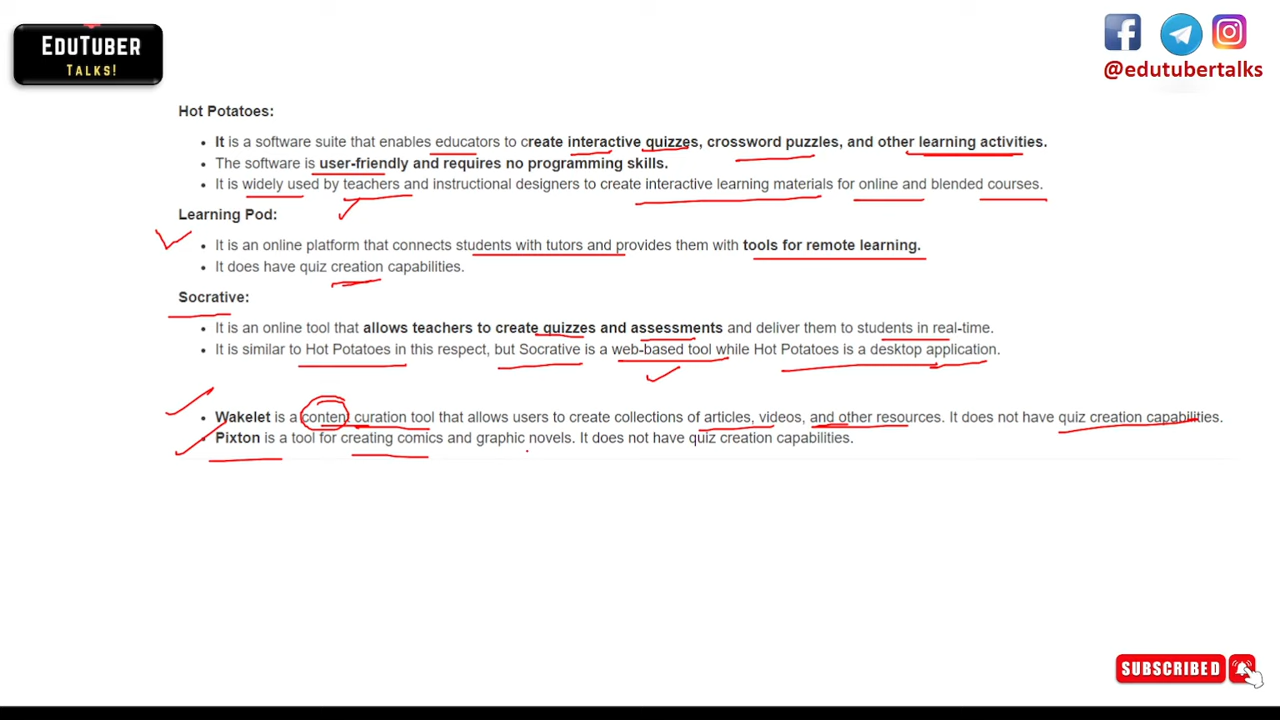 EDUTUBER
TALKS!
@edutubertalks
Hot Potatoes:
• It is a software suite that enables educators to create interactive quizzes, crossword puzzles, and other learning activities.
• The software is user-friendly and requires no programming skills.
• It is widely used by teachers and instructional designers to create interactive learning materials for online and blended courses.
Learning Pod:
• It is an online platform that connects students with tutors and provides them with tools for remote learning.
• It does have quiz creation capabilities.
Socrative:
• It is an online tool that allows teachers to create quizzes and assessments and deliver them to students in real-time.
• It is similar to Hot Potatoes in this respect, but Socrative is a web-based tool while Hot Potatoes is a desktop application.
• Wakelet is a content curation tool that allows users to create collections of articles, videos, and other resources. It does not have quiz creation capabilities.
• Pixton is a tool for creating comics and graphic novels. It does not have quiz creation capabilities.
SUBSCRIBED